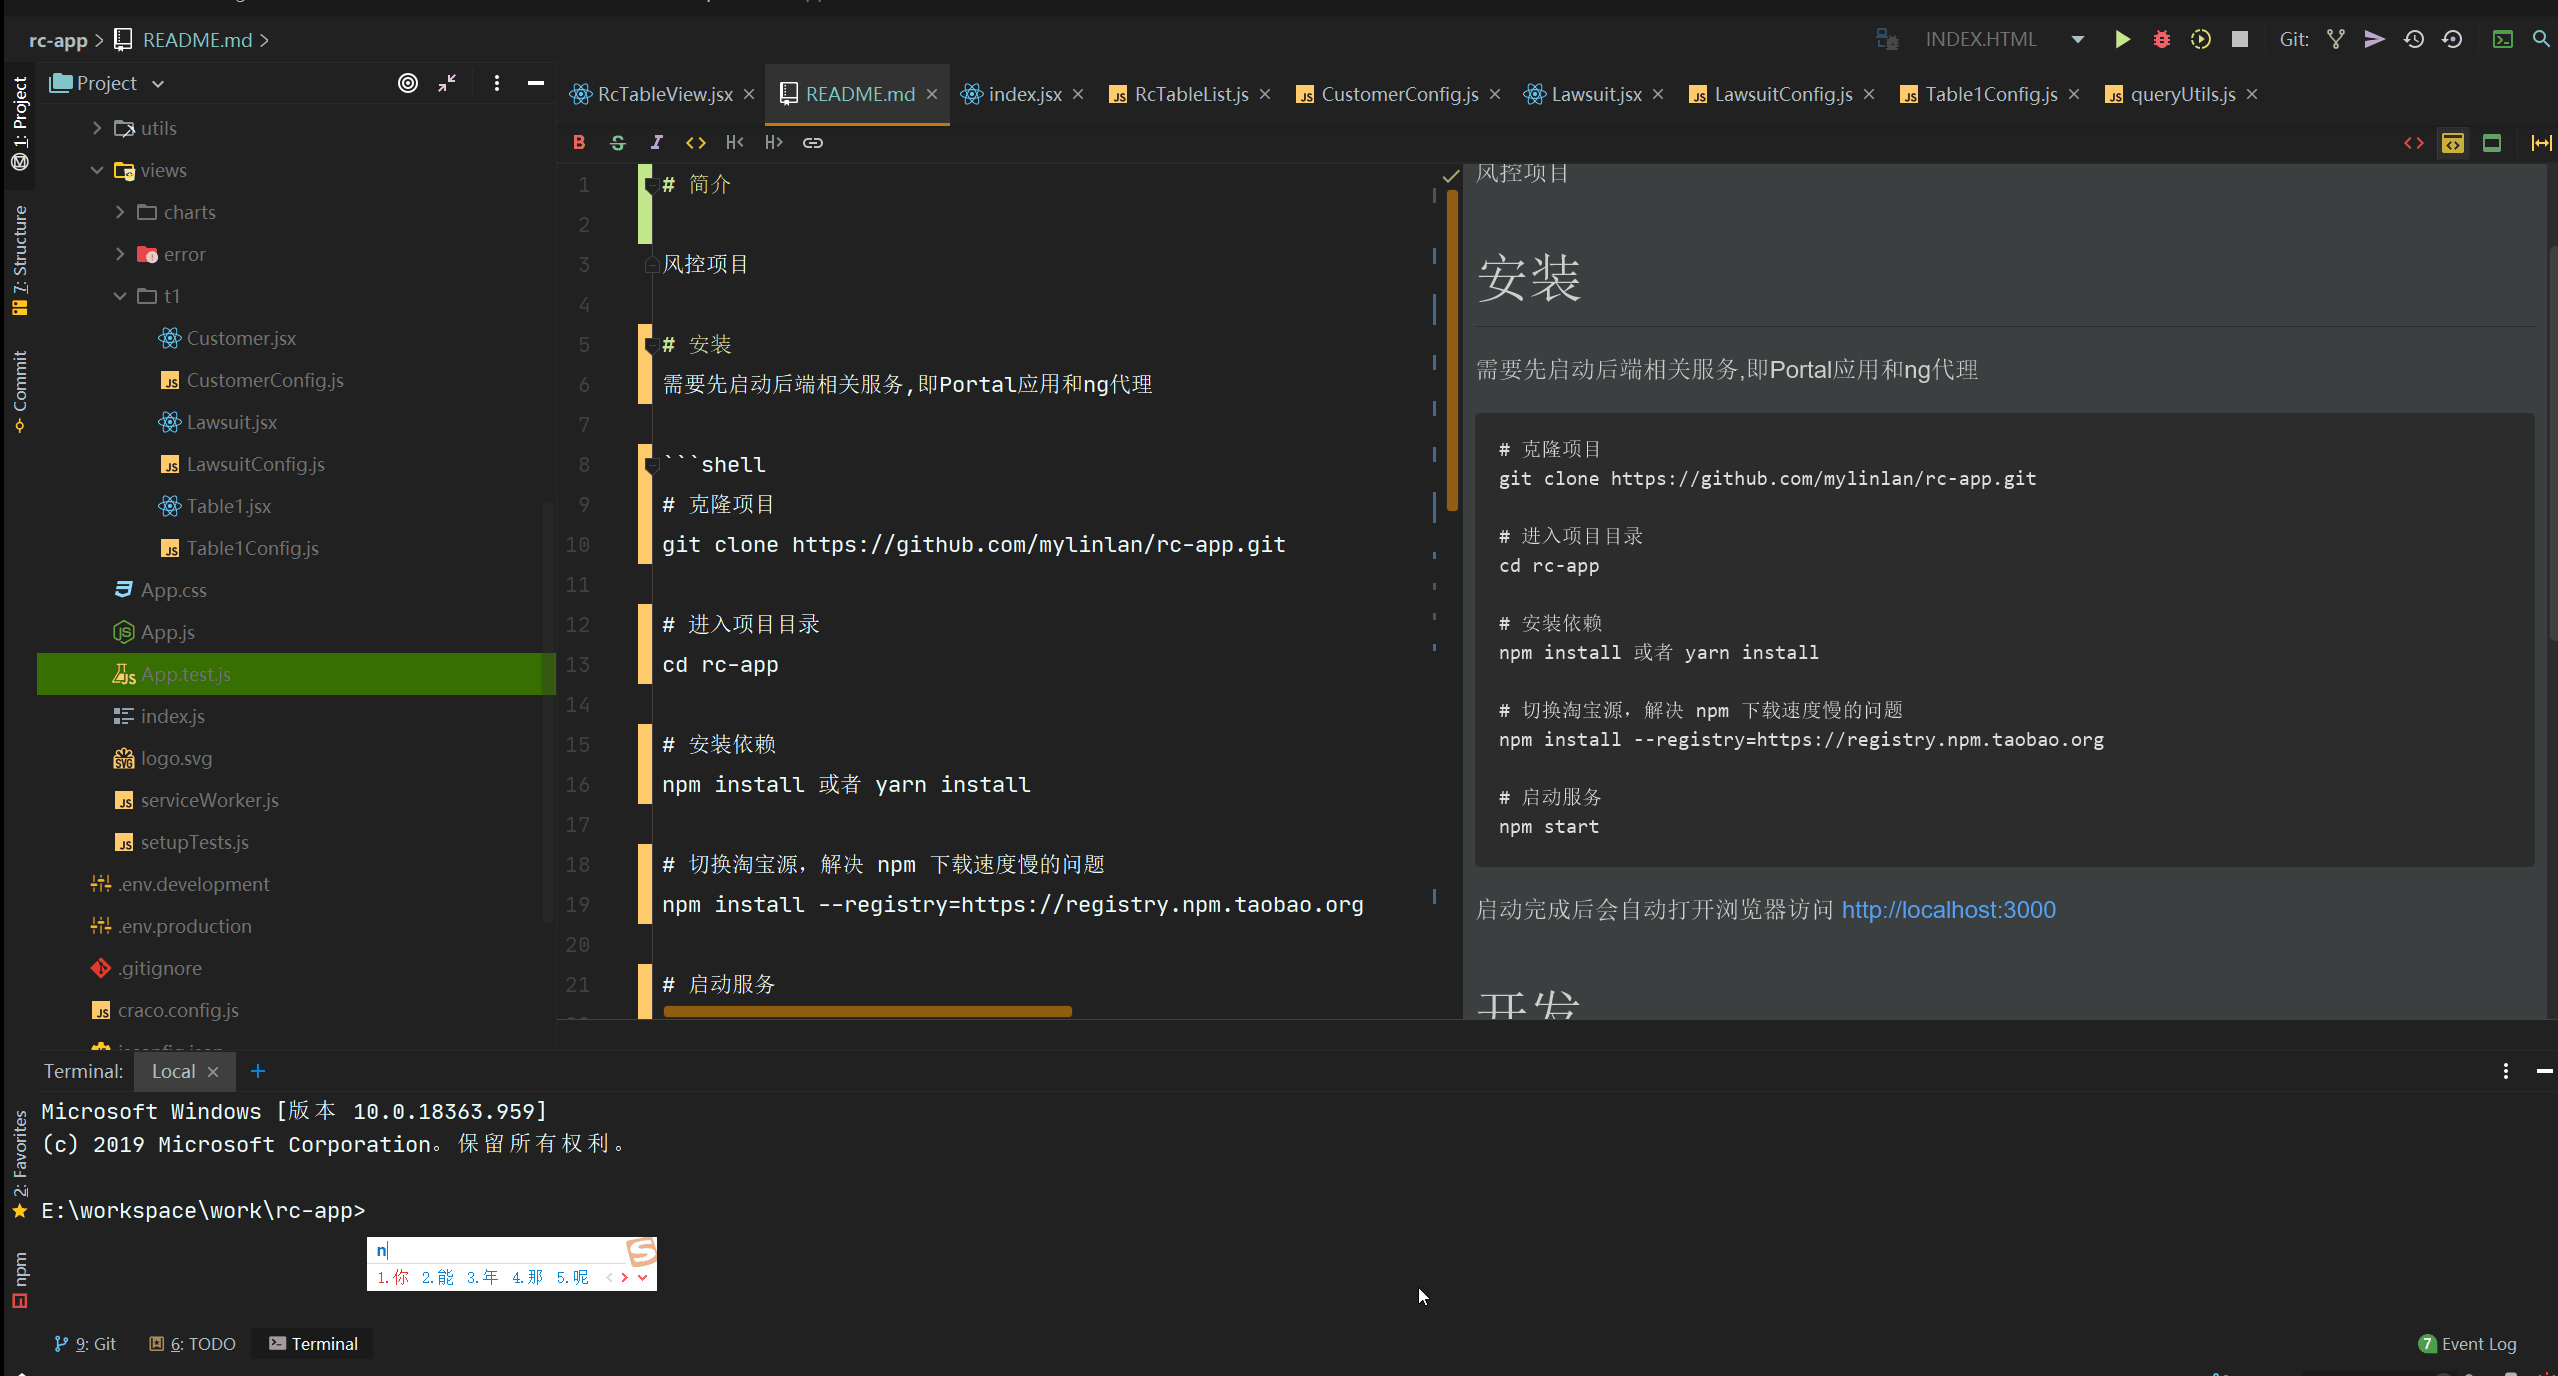 rc-app > README.md >
INDEX.HTML
Git:
Project
RcTableView.jsx
README.md
index.jsx
RcTableList.js
CustomerConfig.js
Lawsuit.jsx
LawsuitConfig.js
Table1Config.js
queryUtils.js
B S I <> H< H>
1: Project
7: Structure
Commit
2: Favorites
npm
utils
views
charts
error
t1
Customer.jsx
CustomerConfig.js
Lawsuit.jsx
LawsuitConfig.js
Table1.jsx
Table1Config.js
App.css
App.js
App.test.js
index.js
logo.svg
serviceWorker.js
setupTests.js
.env.development
.env.production
.gitignore
craco.config.js
1 # 简介
2
3 风控项目
4
5 # 安装
6 需要先启动后端相关服务,即Portal应用和ng代理
7
8 ```shell
9 # 克隆项目
10 git clone https://github.com/mylinlan/rc-app.git
11
12 # 进入项目目录
13 cd rc-app
14
15 # 安装依赖
16 npm install 或者 yarn install
17
18 # 切换淘宝源，解决 npm 下载速度慢的问题
19 npm install --registry=https://registry.npm.taobao.org
20
21 # 启动服务
风控项目
安装
需要先启动后端相关服务,即Portal应用和ng代理
# 克隆项目
git clone https://github.com/mylinlan/rc-app.git
# 进入项目目录
cd rc-app
# 安装依赖
npm install 或者 yarn install
# 切换淘宝源，解决 npm 下载速度慢的问题
npm install --registry=https://registry.npm.taobao.org
# 启动服务
npm start
启动完成后会自动打开浏览器访问 http://localhost:3000
开发
Terminal: Local +
Microsoft Windows [版本 10.0.18363.959]
(c) 2019 Microsoft Corporation。保留所有权利。
E:\workspace\work\rc-app>
n
1.你 2.能 3.年 4.那 5.呢
9: Git
6: TODO
Terminal
7 Event Log